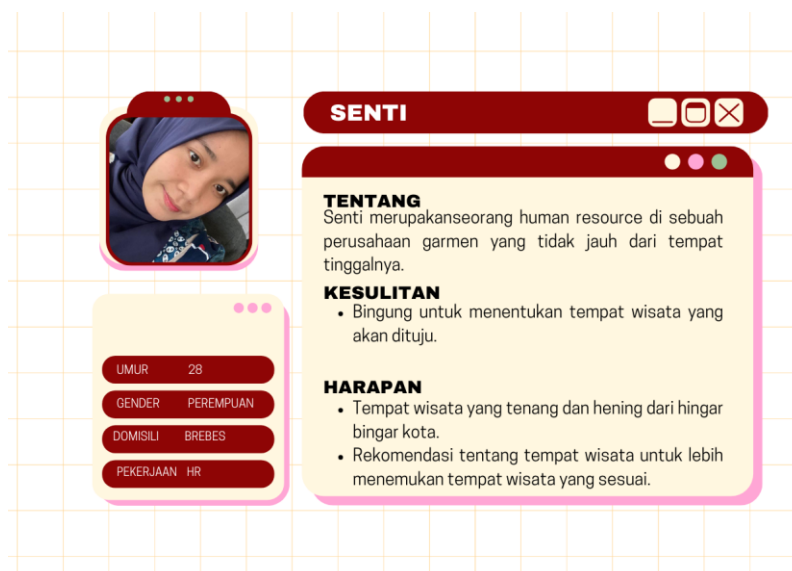 SENTI
TENTANG
Senti merupakanseorang human resource di sebuah
perusahaan garmen yang tidak jauh dari tempat
tinggalnya.
KESULITAN
• Bingung untuk menentukan tempat wisata yang
akan dituju.
HARAPAN
• Tempat wisata yang tenang dan hening dari hingar
bingar kota.
• Rekomendasi tentang tempat wisata untuk lebih
menemukan tempat wisata yang sesuai.
UMUR 28
GENDER PEREMPUAN
DOMISILI BREBES
PEKERJAAN HR